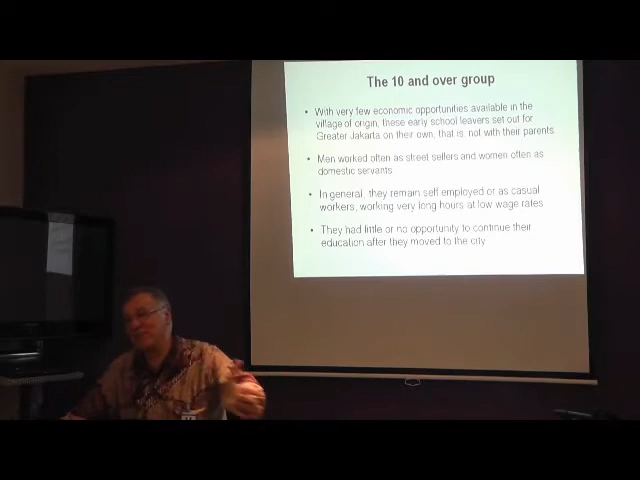 The 10 and over group
• With very few economic opportunities available in the
village of origin, these early school leavers set out for
Greater Jakarta on their own, that is, not with their parents
• Men worked often as street sellers and women often as
domestic servants
• In general, they remain self employed or as casual
workers, working very long hours at low wage rates
• They had little or no opportunity to continue their
education after they moved to the city